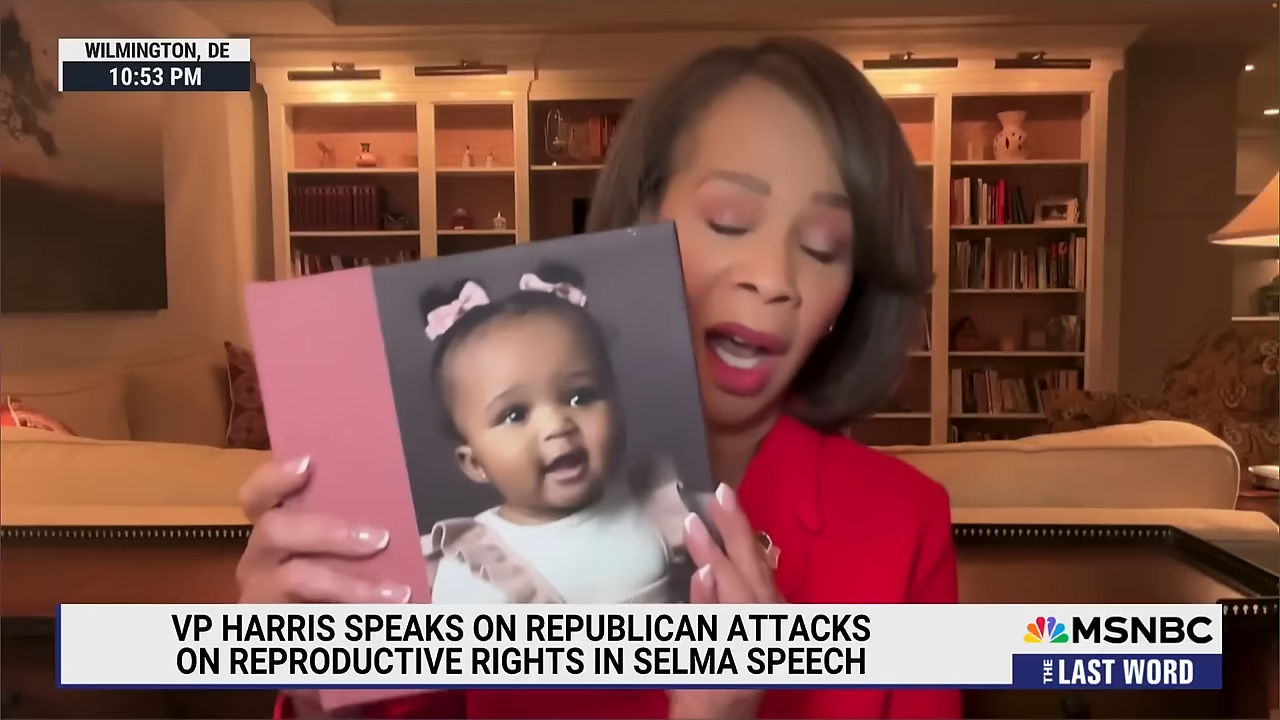 WILMINGTON, DE
10:53 PM
VP HARRIS SPEAKS ON REPUBLICAN ATTACKS
ON REPRODUCTIVE RIGHTS IN SELMA SPEECH
MSNBC
THE LAST WORD